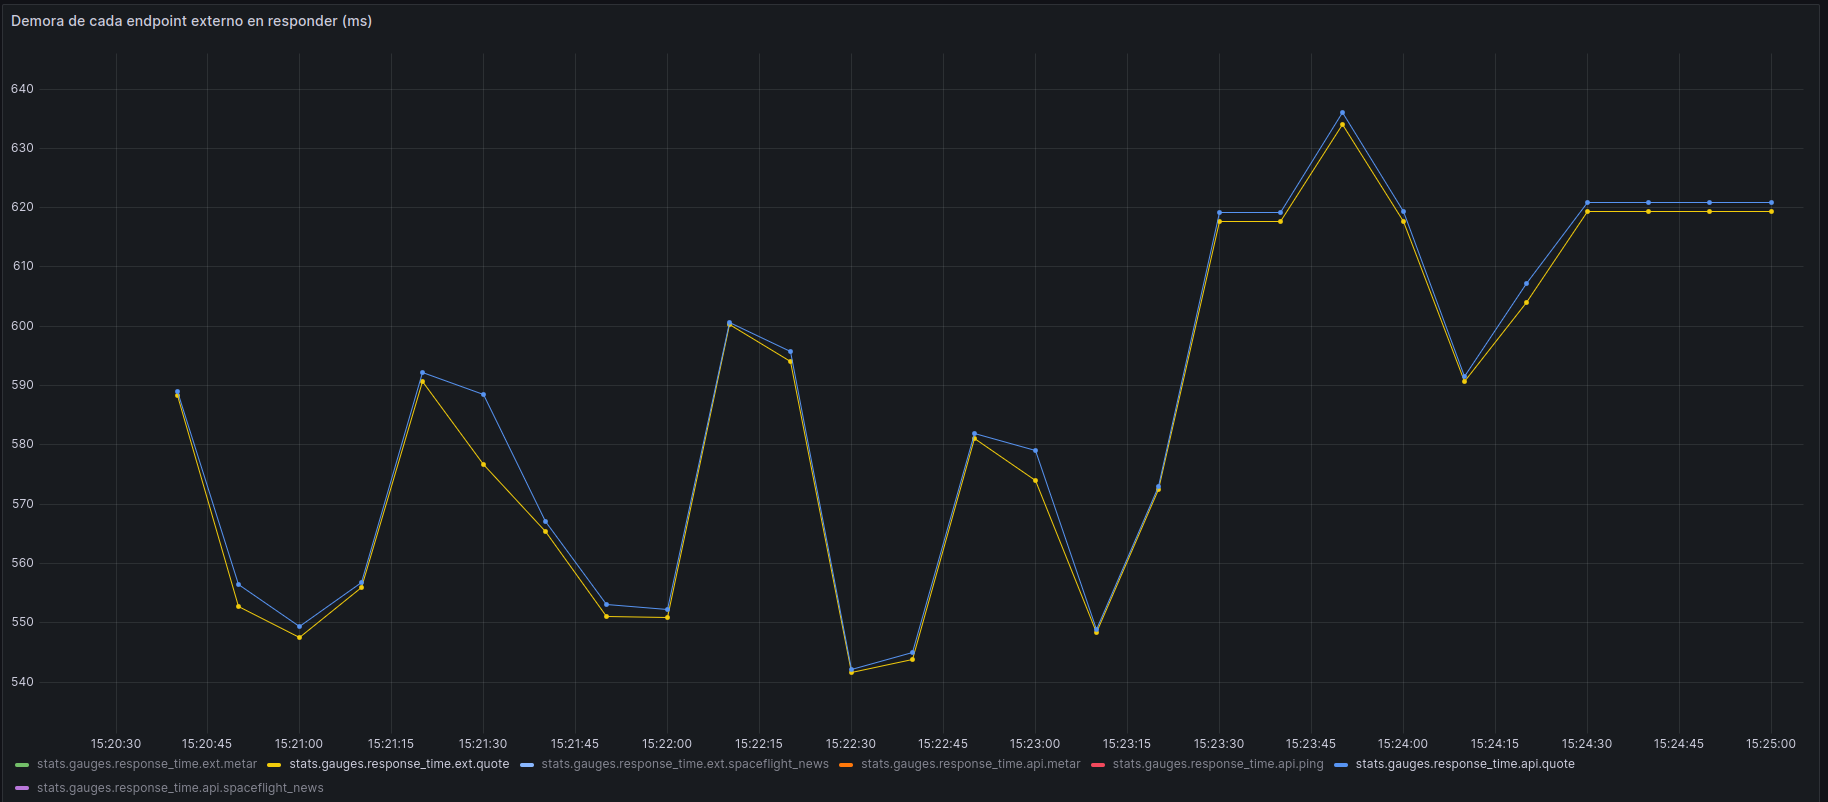 Demora de cada endpoint externo en responder (ms)
640
630
620
610
600
590
580
570
560
550
540
15:20:30 15:20:45 15:21:00 15:21:15 15:21:30 15:21:45 15:22:00 15:22:15 15:22:30 15:22:45 15:23:00 15:23:15 15:23:30 15:23:45 15:24:00 15:24:15 15:24:30 15:24:45 15:25:00
stats.gauges.response_time.ext.metar stats.gauges.response_time.ext.quote stats.gauges.response_time.ext.spaceflight_news stats.gauges.response_time.api.metar stats.gauges.response_time.api.ping stats.gauges.response_time.api.quote
stats.gauges.response_time.api.spaceflight_news